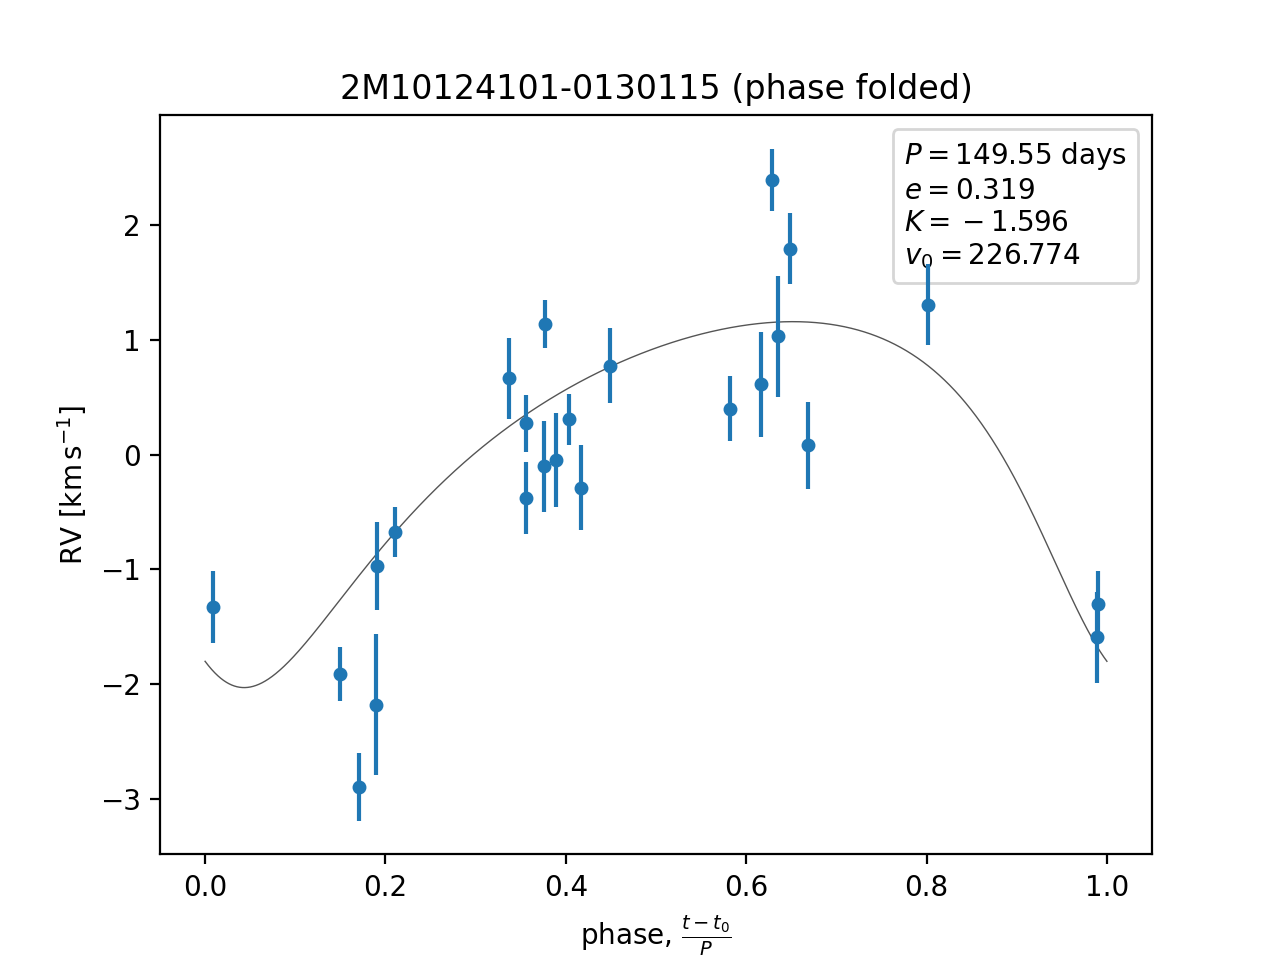 2M10124101-0130115 (phase folded)
P = 149.55 days
e = 0.319
K = −1.596
v₀ = 226.774
2
1
0
−1
−2
−3
RV [km s⁻¹]
0.0 0.2 0.4 0.6 0.8 1.0
phase, (t − t₀)/P